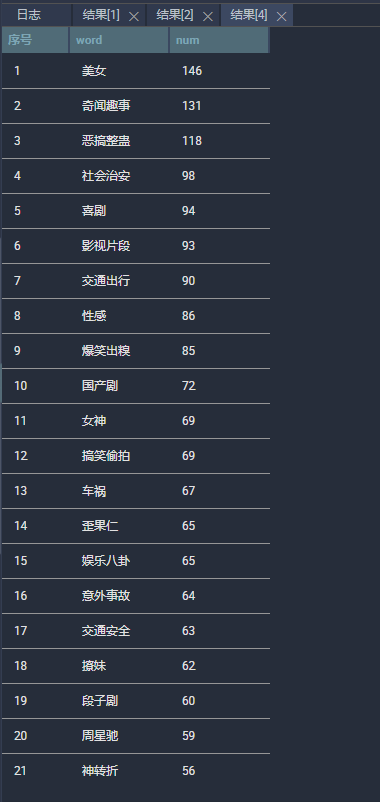 日志 结果[1] 结果[2] 结果[4]
序号 word num
1 美女 146
2 奇闻趣事 131
3 恶搞整蛊 118
4 社会治安 98
5 喜剧 94
6 影视片段 93
7 交通出行 90
8 性感 86
9 爆笑出糗 85
10 国产剧 72
11 女神 69
12 搞笑偷拍 69
13 车祸 67
14 歪果仁 65
15 娱乐八卦 65
16 意外事故 64
17 交通安全 63
18 撩妹 62
19 段子剧 60
20 周星驰 59
21 神转折 56